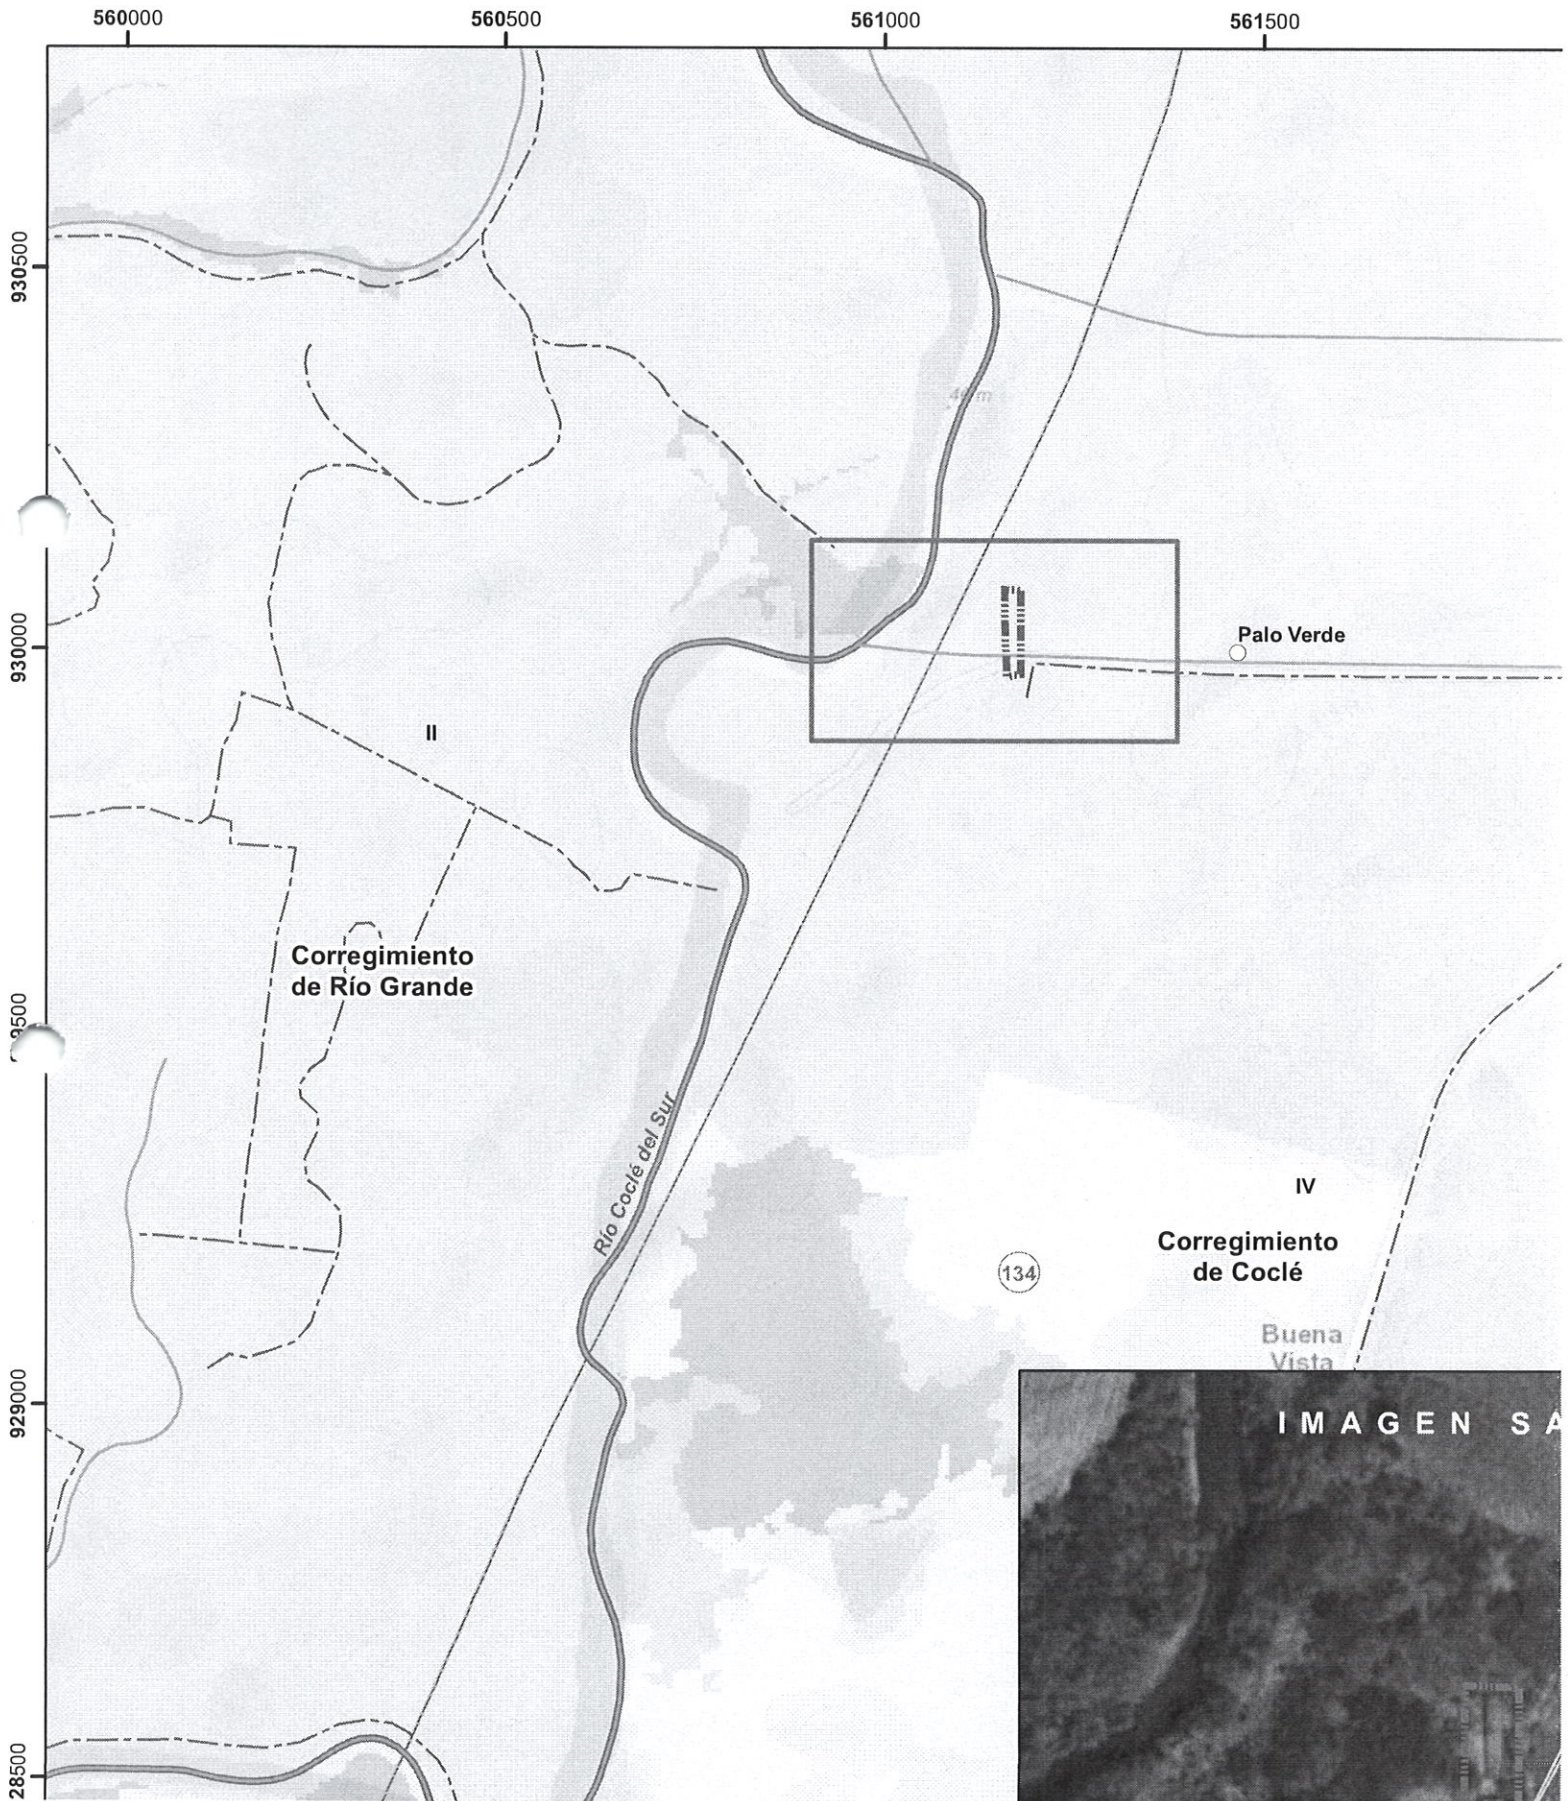 560000
560500
561000
561500
930500
930000
Palo Verde
II
Corregimiento
de Río Grande
Río Coclé del Sur
IV
Corregimiento
de Coclé
134
Buena
Vista
929000
IMAGEN SA
28500